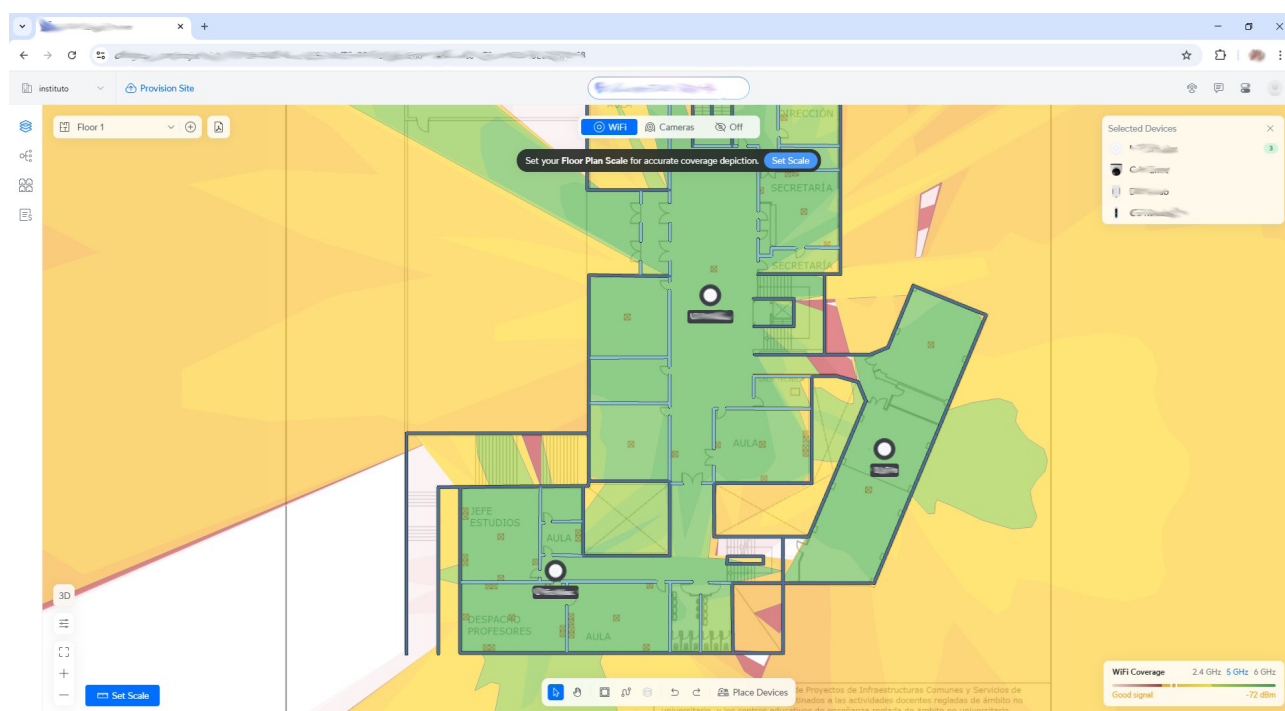 instituto
Provision Site
Floor 1
WiFi
Cameras
Off
Set your Floor Plan Scale for accurate coverage depiction.
Set Scale
Selected Devices
3
DIRECCIÓN
SECRETARÍA
SECRETARÍA
AULA
AULA
JEFE
ESTUDIOS
AULA
DESPACHO
PROFESORES
AULA
3D
Set Scale
Place Devices
de Proyectos de Infraestructuras Comunes y Servicios de
tinados a las actividades docentes regladas de ámbito no
WiFi Coverage
2.4 GHz 5 GHz 6 GHz
Good signal
-72 dBm